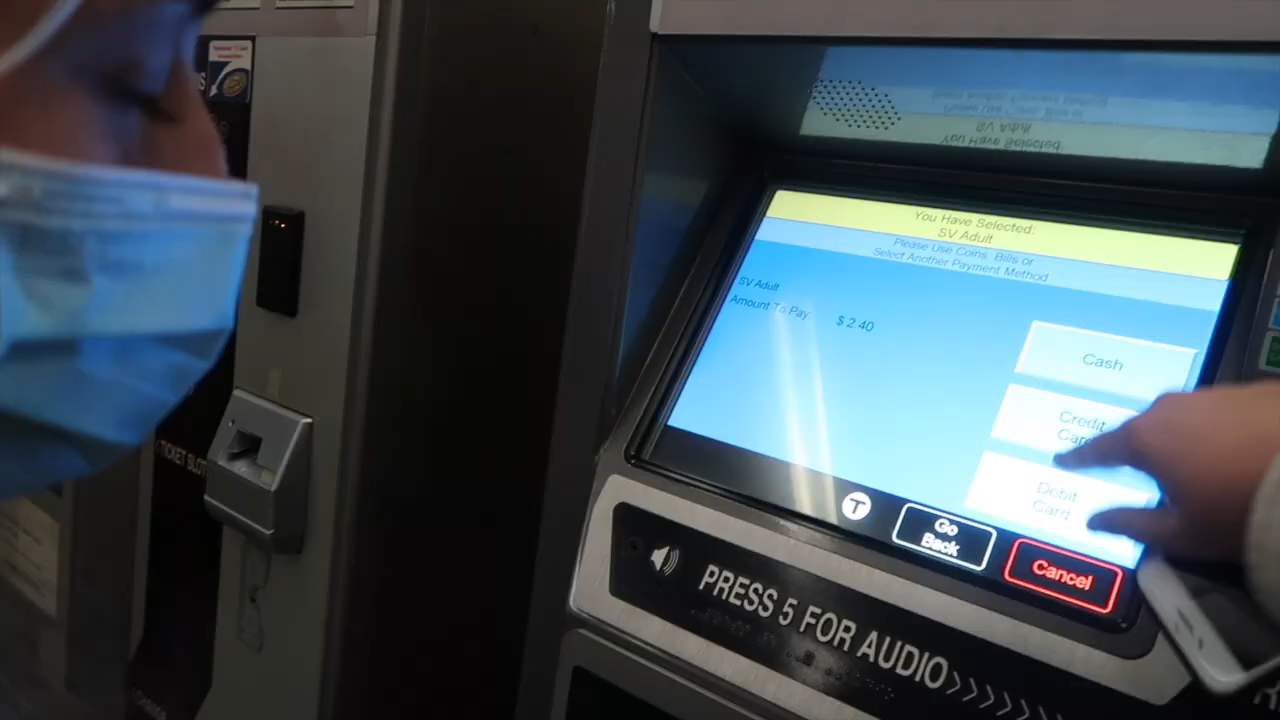 You Have Selected:
SV Adult
Please Use Coins, Bills or
Select Another Payment Method
SV Adult
Amount To Pay $ 2.40
Cash
Credit
Card
Debit
Card
T
Go
Back
Cancel
PRESS 5 FOR AUDIO >>>>>
TICKET SLOT
You Have Selected:
SV Adult